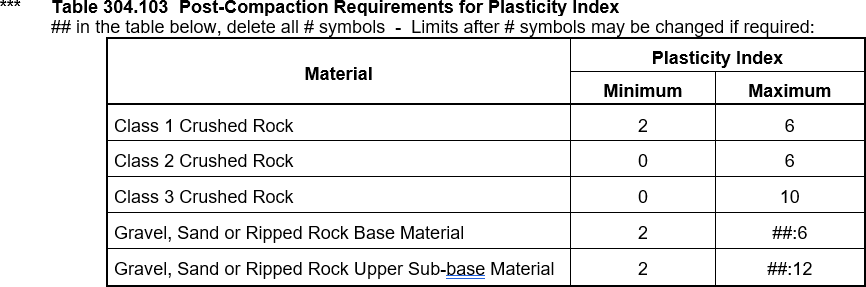 *** Table 304.103 Post-Compaction Requirements for Plasticity Index
## in the table below, delete all # symbols - Limits after # symbols may be changed if required:
Material Plasticity Index
Minimum Maximum
Class 1 Crushed Rock 2 6
Class 2 Crushed Rock 0 6
Class 3 Crushed Rock 0 10
Gravel, Sand or Ripped Rock Base Material 2 ##:6
Gravel, Sand or Ripped Rock Upper Sub-base Material 2 ##:12